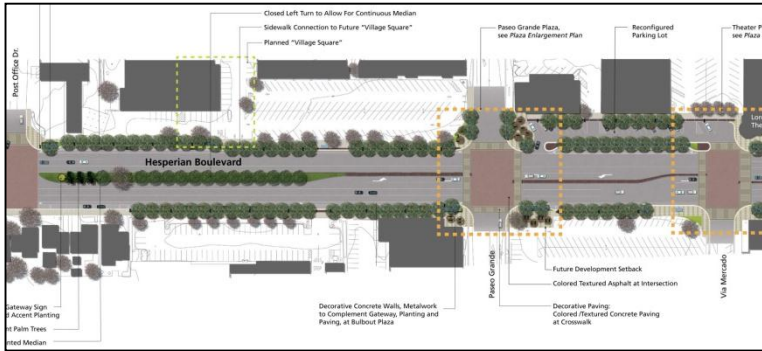 Closed Left Turn to Allow For Continuous Median
Sidewalk Connection to Future "Village Square"
Planned "Village Square"
Paseo Grande Plaza,
see Plaza Enlargement Plan
Reconfigured
Parking Lot
Theater P
see Plaza
Post Office Dr.
Lor
The
Hesperian Boulevard
Gateway Sign
d Accent Planting
nt Palm Trees
nted Median
Decorative Concrete Walls, Metalwork
to Complement Gateway, Planting and
Paving, at Bulbout Plaza
Paseo Grande
Future Development Setback
Colored Textured Asphalt at Intersection
Decorative Paving:
Colored /Textured Concrete Paving
at Crosswalk
Via Mercado